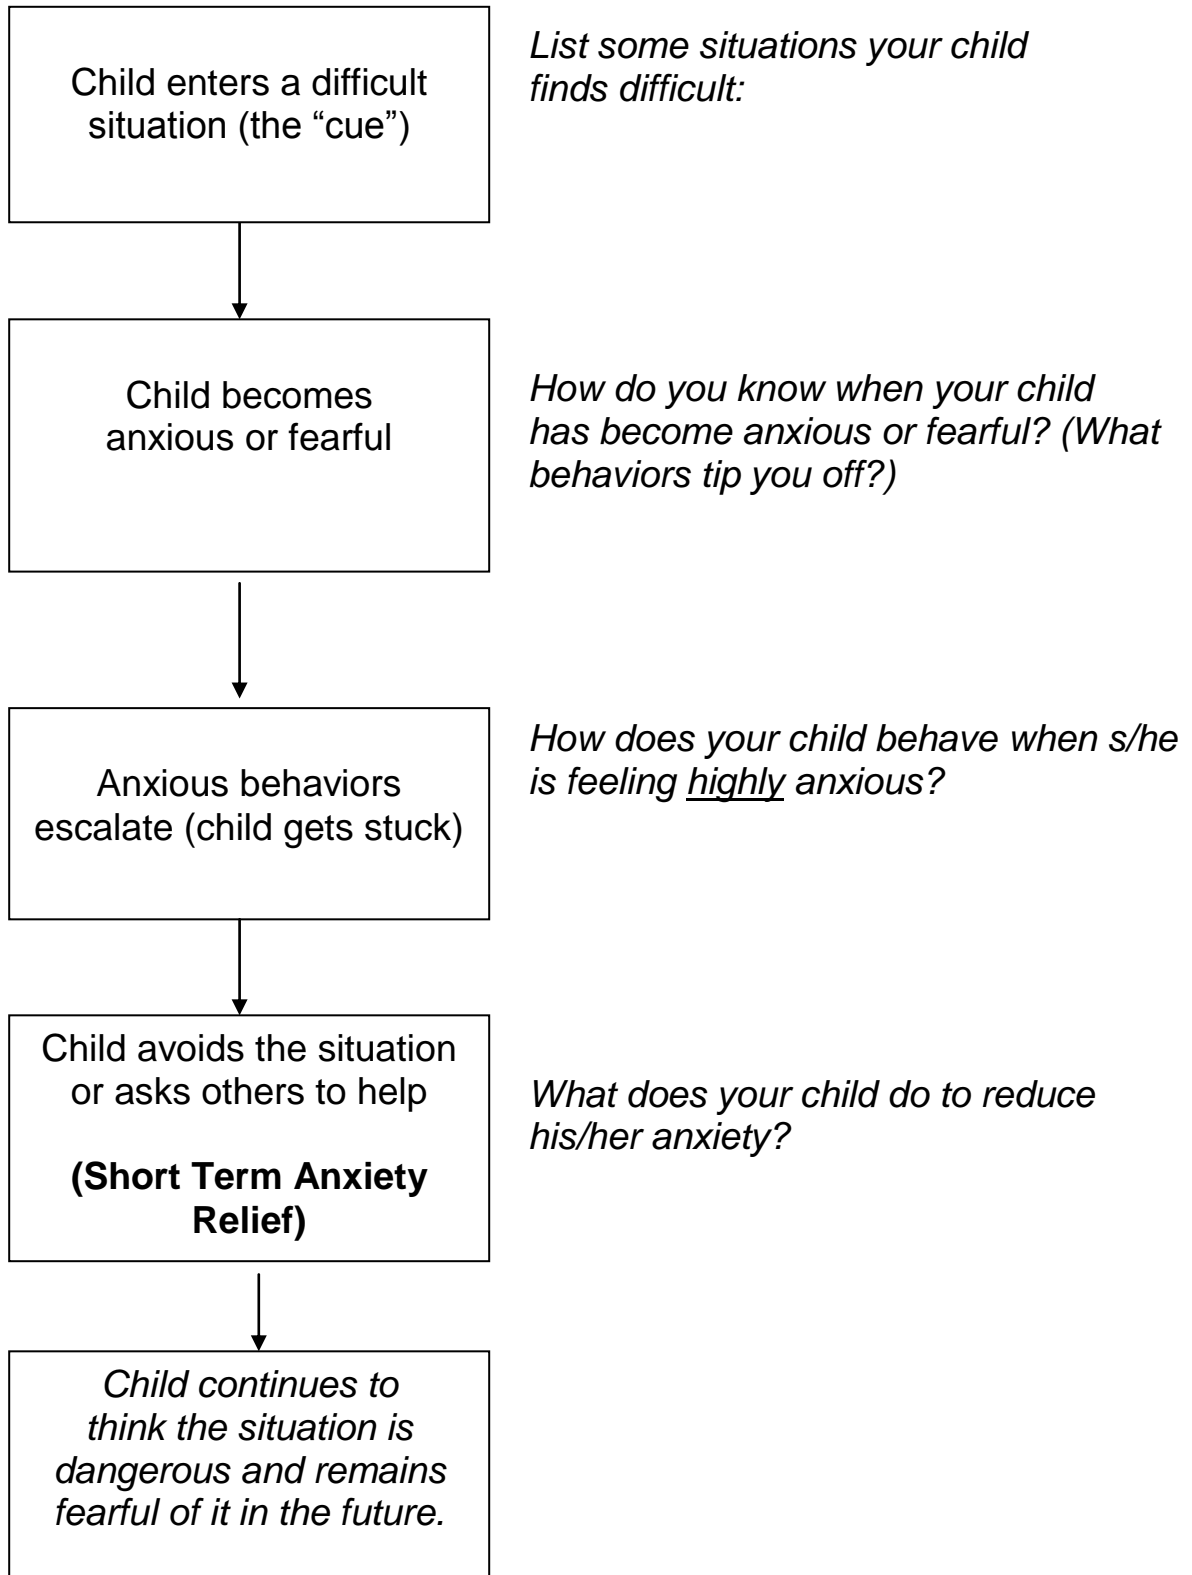 Child enters a difficult
situation (the “cue”)
List some situations your child
finds difficult:
Child becomes
anxious or fearful
How do you know when your child
has become anxious or fearful? (What
behaviors tip you off?)
Anxious behaviors
escalate (child gets stuck)
How does your child behave when s/he
is feeling highly anxious?
Child avoids the situation
or asks others to help
(Short Term Anxiety
Relief)
What does your child do to reduce
his/her anxiety?
Child continues to
think the situation is
dangerous and remains
fearful of it in the future.